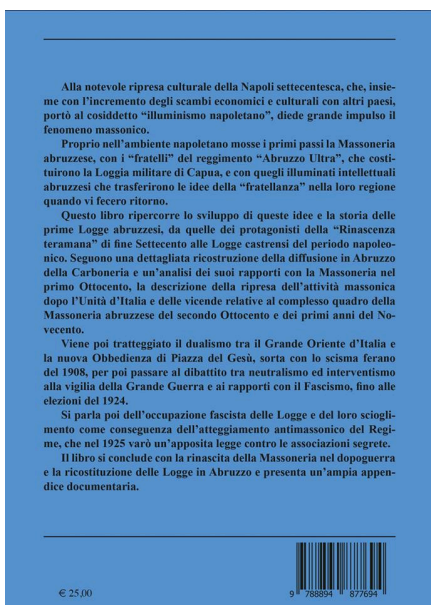 Alla notevole ripresa culturale della Napoli settecentesca, che, insie-
me con l'incremento degli scambi economici e culturali con altri paesi,
portò al cosiddetto “illuminismo napoletano”, diede grande impulso il
fenomeno massonico.
Proprio nell'ambiente napoletano mosse i primi passi la Massoneria
abruzzese, con i “fratelli” del reggimento “Abruzzo Ultra”, che costi-
tuirono la Loggia militare di Capua, e con quegli illuminati intellettuali
abruzzesi che trasferirono le idee della “fratellanza” nella loro regione
quando vi fecero ritorno.
Questo libro ripercorre lo sviluppo di queste idee e la storia delle
prime Logge abruzzesi, da quelle dei protagonisti della “Rinascenza
teramana” di fine Settecento alle Logge castrensi del periodo napoleo-
nico. Seguono una dettagliata ricostruzione della diffusione in Abruzzo
della Carboneria e un'analisi dei suoi rapporti con la Massoneria nel
primo Ottocento, la descrizione della ripresa dell'attività massonica
dopo l'Unità d'Italia e delle vicende relative al complesso quadro della
Massoneria abruzzese del secondo Ottocento e dei primi anni del No-
vecento.
Viene poi tratteggiato il dualismo tra il Grande Oriente d'Italia e
la nuova Obbedienza di Piazza del Gesù, sorta con lo scisma ferano
del 1908, per poi passare al dibattito tra neutralismo ed interventismo
alla vigilia della Grande Guerra e ai rapporti con il Fascismo, fino alle
elezioni del 1924.
Si parla poi dell'occupazione fascista delle Logge e del loro sciogli-
mento come conseguenza dell'atteggiamento antimassonico del Regi-
me, che nel 1925 varò un'apposita legge contro le associazioni segrete.
Il libro si conclude con la rinascita della Massoneria nel dopoguerra
e la ricostituzione delle Logge in Abruzzo e presenta un'ampia appen-
dice documentaria.
€ 25,00
9 788894 877694